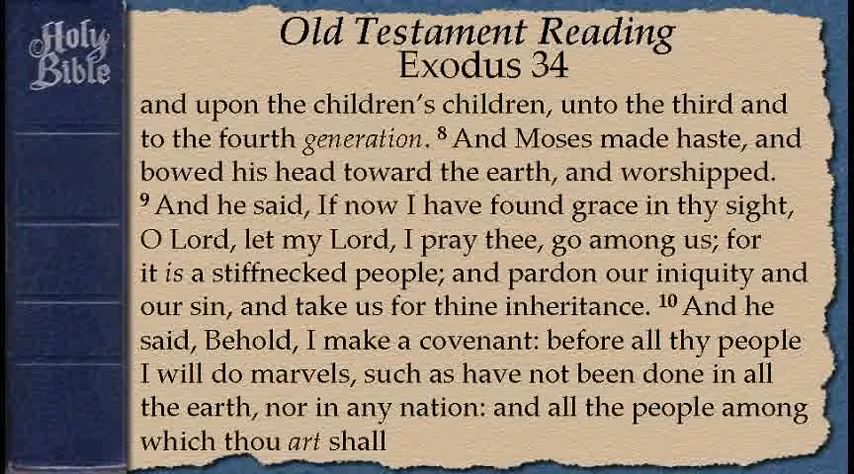 Holy
Bible
Old Testament Reading
Exodus 34
and upon the children's children, unto the third and
to the fourth generation. 8 And Moses made haste, and
bowed his head toward the earth, and worshipped.
9 And he said, If now I have found grace in thy sight,
O Lord, let my Lord, I pray thee, go among us; for
it is a stiffnecked people; and pardon our iniquity and
our sin, and take us for thine inheritance. 10 And he
said, Behold, I make a covenant: before all thy people
I will do marvels, such as have not been done in all
the earth, nor in any nation: and all the people among
which thou art shall